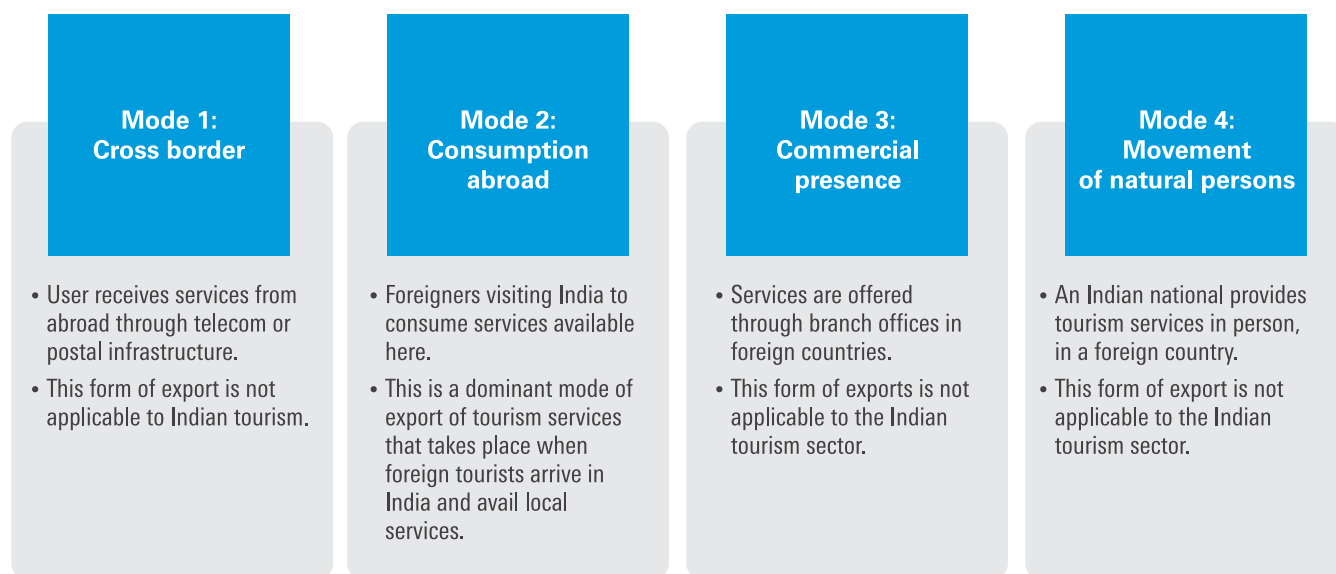 Mode 1:
Cross border
• User receives services from
abroad through telecom or
postal infrastructure.
• This form of export is not
applicable to Indian tourism.
Mode 2:
Consumption
abroad
• Foreigners visiting India to
consume services available
here.
• This is a dominant mode of
export of tourism services
that takes place when
foreign tourists arrive in
India and avail local
services.
Mode 3:
Commercial
presence
• Services are offered
through branch offices in
foreign countries.
• This form of exports is not
applicable to the Indian
tourism sector.
Mode 4:
Movement
of natural persons
• An Indian national provides
tourism services in person,
in a foreign country.
• This form of export is not
applicable to the Indian
tourism sector.